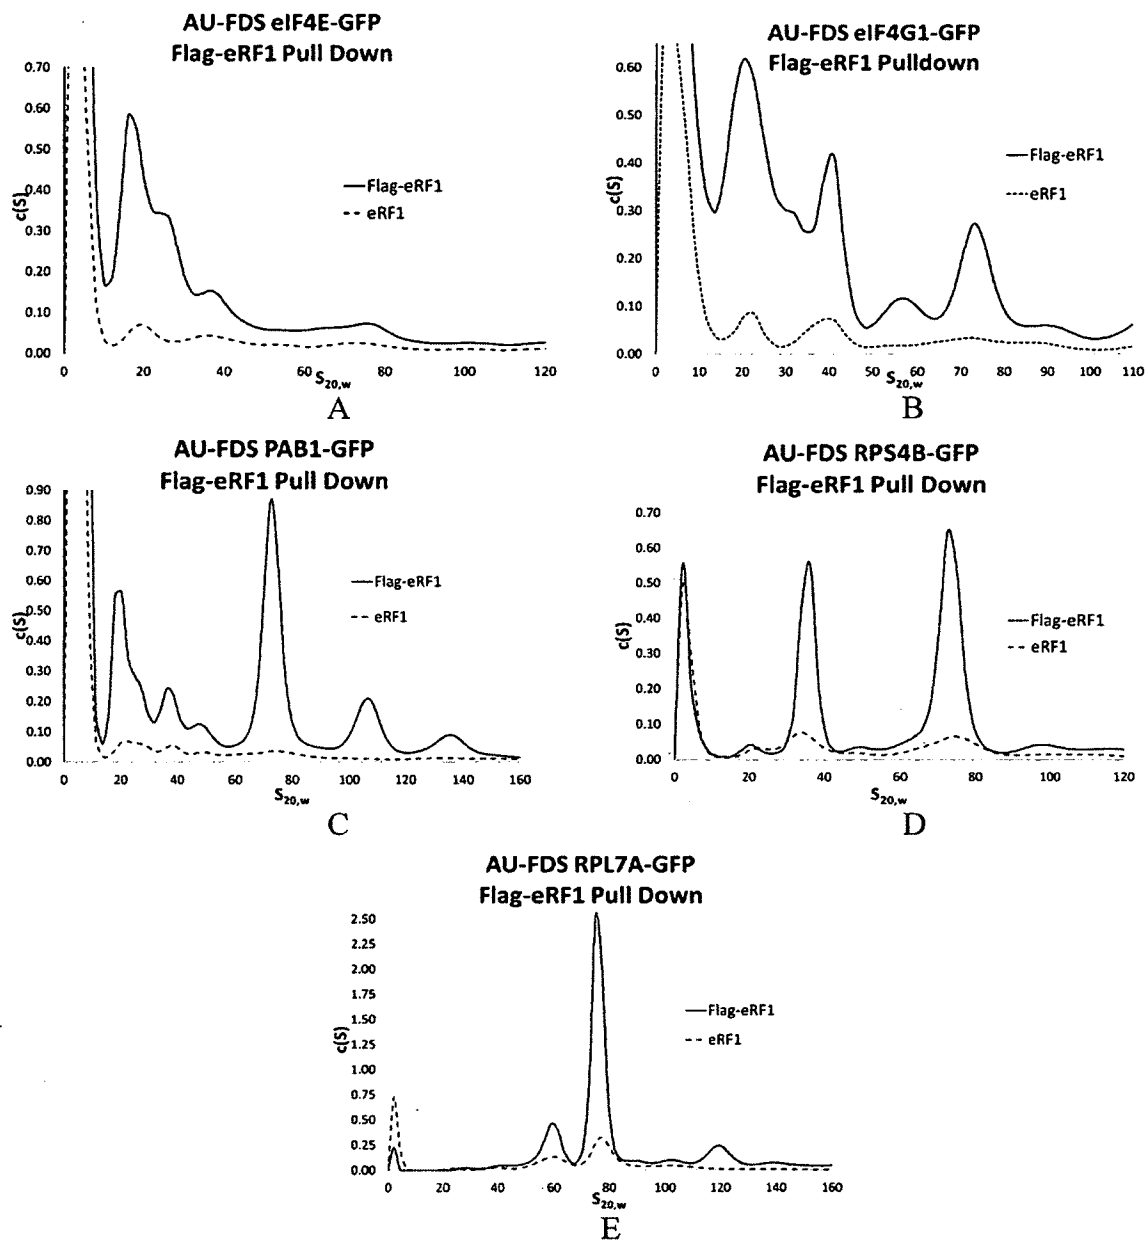 AU-FDS eIF4E-GFP
Flag-eRF1 Pull Down
0.70
0.60
0.50
0.40
0.30
0.20
0.10
0.00
c(S)
Flag-eRF1
eRF1
0 20 40 60 80 100 120
S20,w
A
AU-FDS eIF4G1-GFP
Flag-eRF1 Pulldown
0.60
0.50
0.40
0.30
0.20
0.10
0.00
c(S)
Flag-eRF1
eRF1
0 10 20 30 40 50 60 70 80 90 100 110
S20,w
B
AU-FDS PAB1-GFP
Flag-eRF1 Pull Down
0.90
0.80
0.70
0.60
0.50
0.40
0.30
0.20
0.10
0.00
c(S)
Flag-eRF1
eRF1
0 20 40 60 80 100 120 140 160
S20,w
C
AU-FDS RPS4B-GFP
Flag-eRF1 Pull Down
0.70
0.60
0.50
0.40
0.30
0.20
0.10
0.00
c(S)
Flag-eRF1
eRF1
0 20 40 60 80 100 120
S20,w
D
AU-FDS RPL7A-GFP
Flag-eRF1 Pull Down
2.50
2.25
2.00
1.75
1.50
1.25
1.00
0.75
0.50
0.25
0.00
c(S)
Flag-eRF1
eRF1
0 20 40 60 80 100 120 140 160
S20,w
E